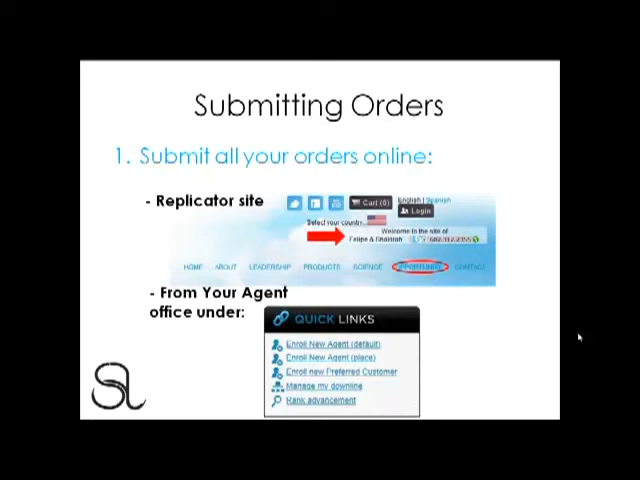 Submitting Orders
1. Submit all your orders online:
- Replicator site
Cart (0)
English | Spanish
Login
Select your country
Welcome to the site of
Felipe &
HOME ABOUT LEADERSHIP PRODUCTS SCIENCE OPPORTUNITY CONTACT
- From Your Agent
office under:
QUICK LINKS
Enroll New Agent (default)
Enroll New Agent (place)
Enroll new Preferred Customer
Manage my downline
Rank advancement